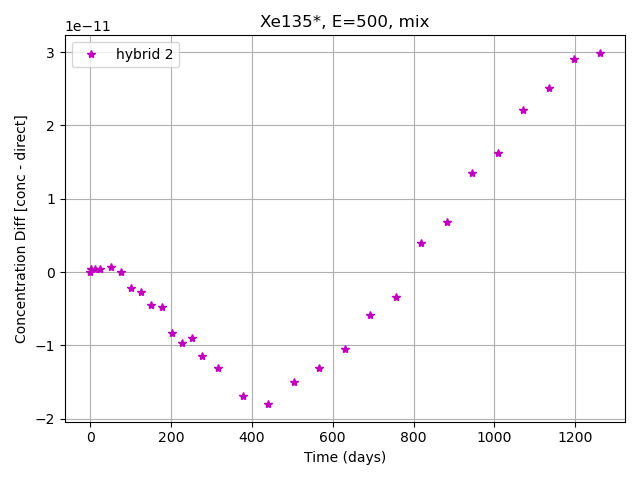 Xe135*, E=500, mix
1e−11
hybrid 2
3
2
1
0
−1
−2
Concentration Diff [conc - direct]
0 200 400 600 800 1000 1200
Time (days)